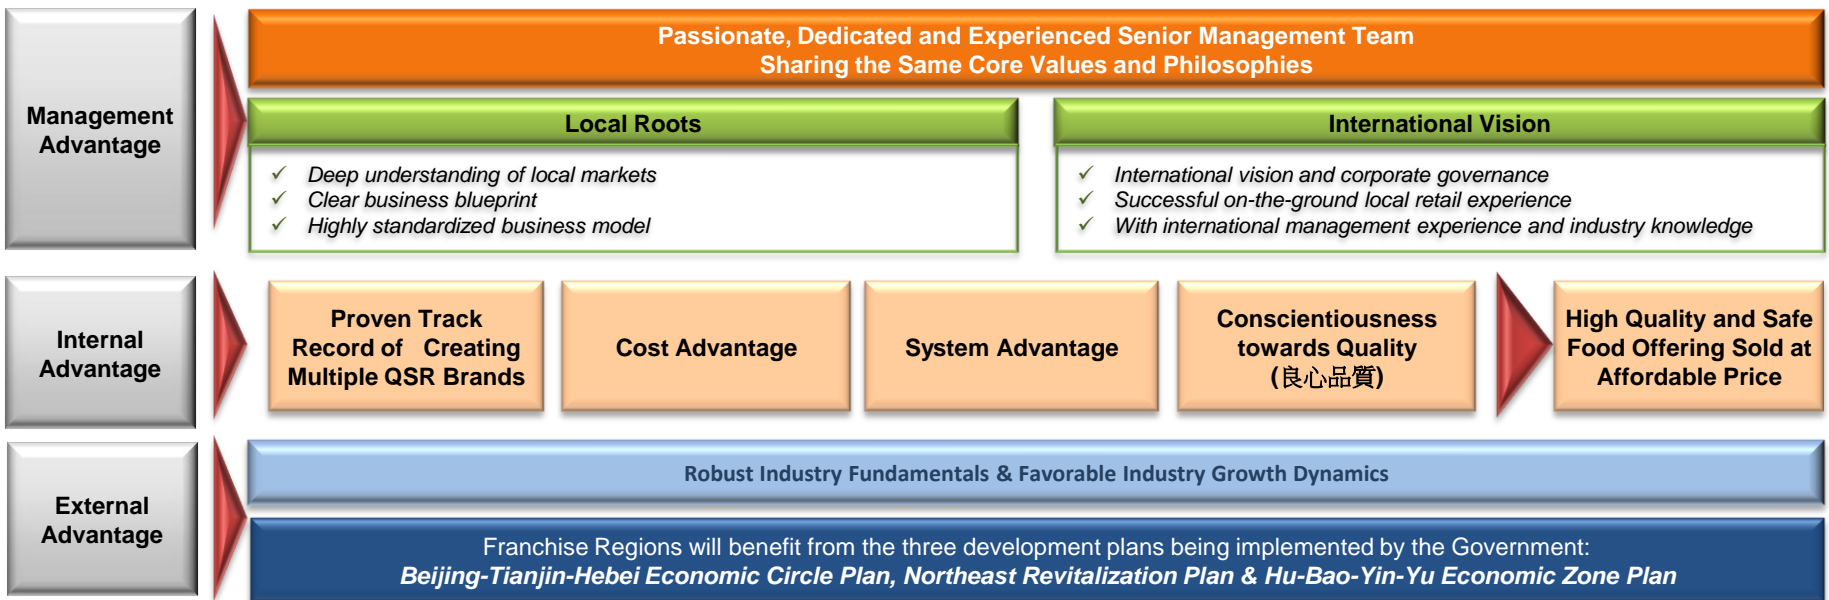 Management
Advantage
Passionate, Dedicated and Experienced Senior Management Team
Sharing the Same Core Values and Philosophies
Local Roots
✓ Deep understanding of local markets
✓ Clear business blueprint
✓ Highly standardized business model
International Vision
✓ International vision and corporate governance
✓ Successful on-the-ground local retail experience
✓ With international management experience and industry knowledge
Internal
Advantage
Proven Track
Record of Creating
Multiple QSR Brands
Cost Advantage
System Advantage
Conscientiousness
towards Quality
(良心品質)
High Quality and Safe
Food Offering Sold at
Affordable Price
External
Advantage
Robust Industry Fundamentals & Favorable Industry Growth Dynamics
Franchise Regions will benefit from the three development plans being implemented by the Government:
Beijing-Tianjin-Hebei Economic Circle Plan, Northeast Revitalization Plan & Hu-Bao-Yin-Yu Economic Zone Plan